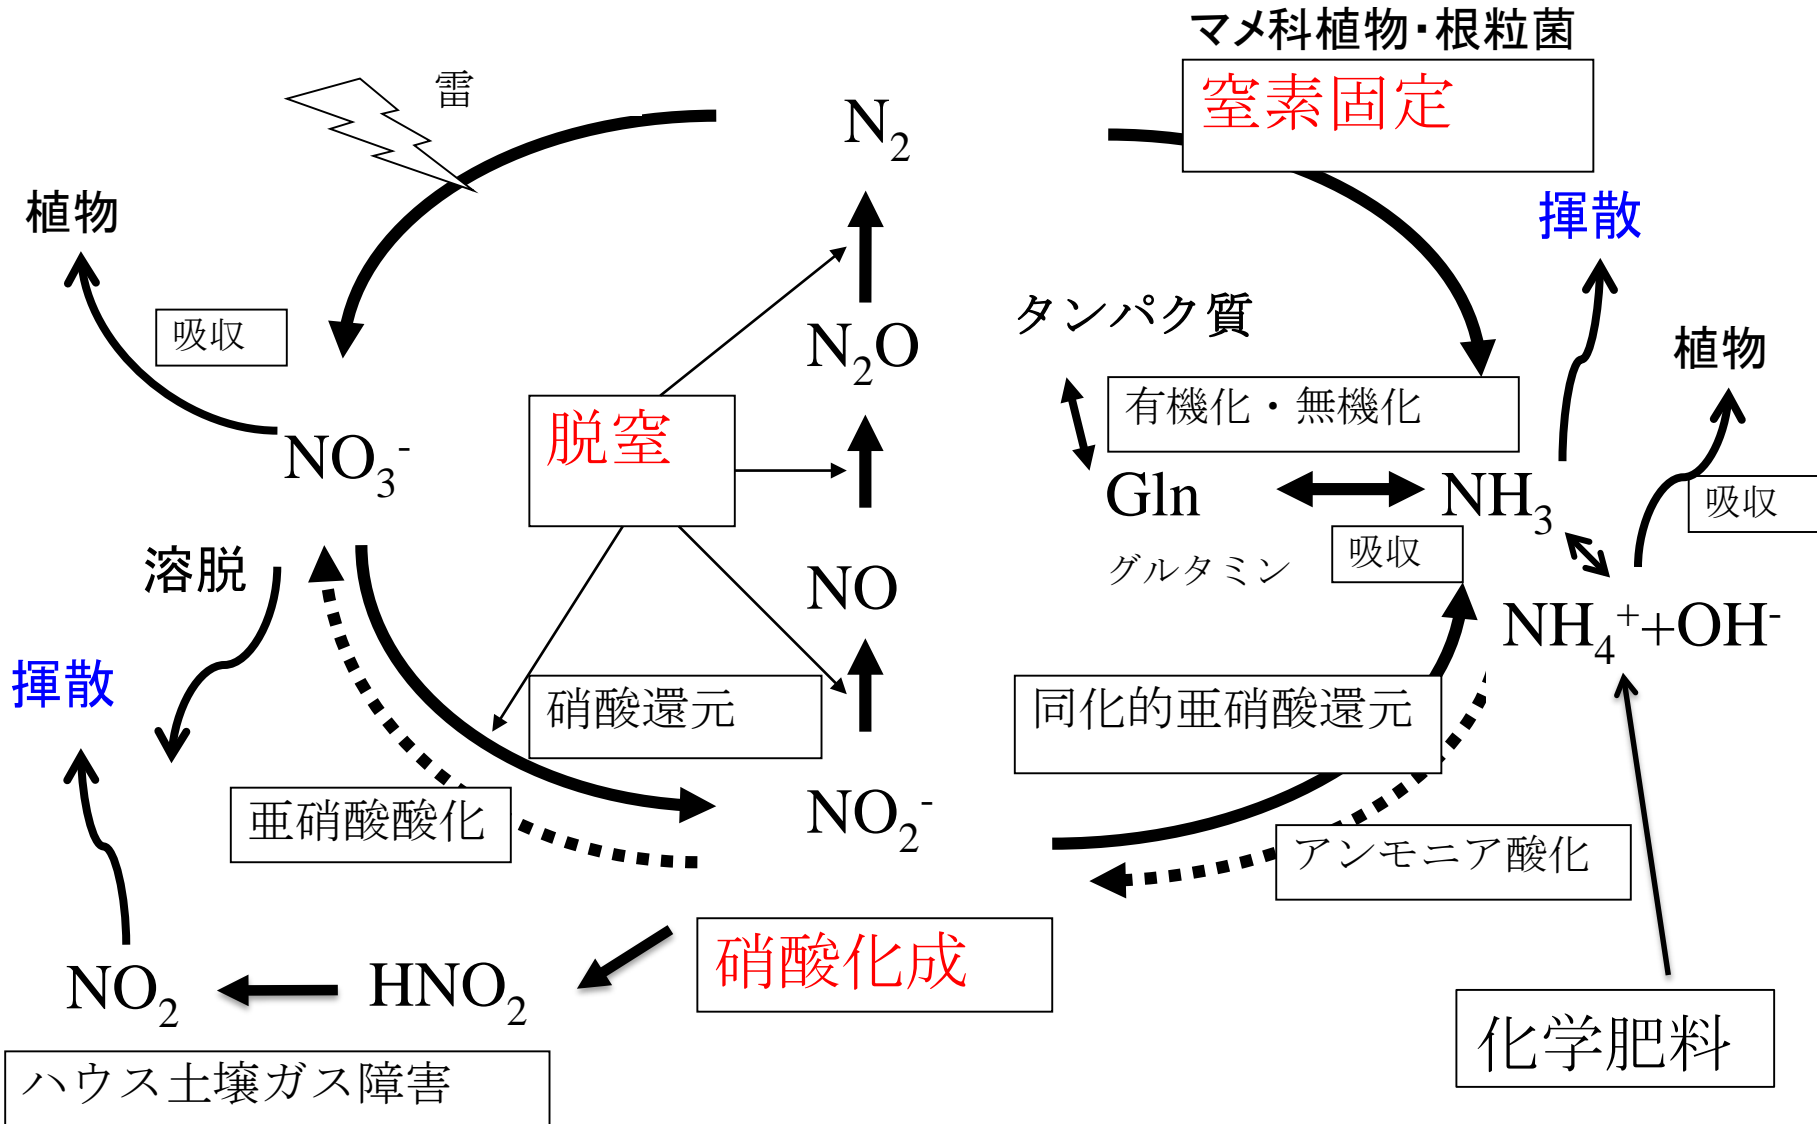 マメ科植物・根粒菌
窒素固定
雷
N2
植物
揮散
吸収
タンパク質
N2O
植物
有機化・無機化
脱窒
NO3-
Gln
NH3
吸収
グルタミン
吸収
溶脱
NO
NH4++OH-
揮散
硝酸還元
同化的亜硝酸還元
亜硝酸酸化
NO2-
アンモニア酸化
硝酸化成
NO2
HNO2
化学肥料
ハウス土壌ガス障害